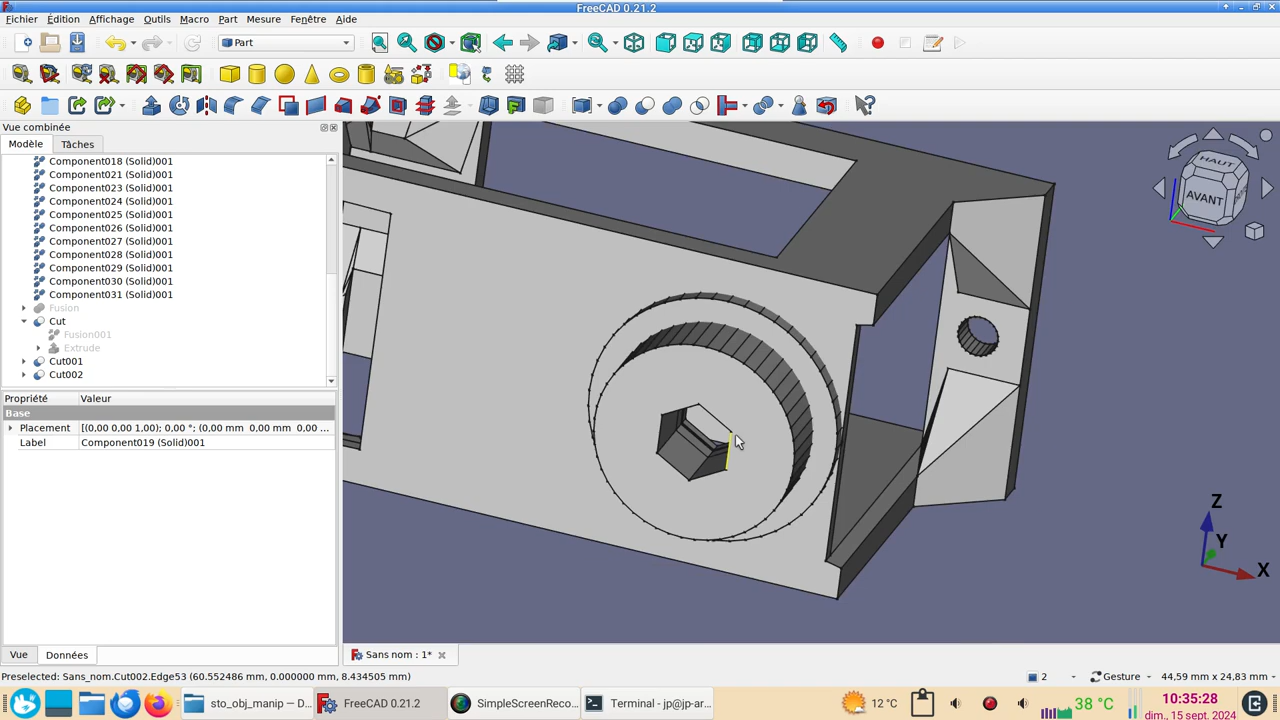 FreeCAD 0.21.2
Fichier Édition Affichage Outils Macro Part Mesure Fenêtre Aide
Part
Vue combinée
Modèle Tâches
Component018 (Solid)001
Component021 (Solid)001
Component023 (Solid)001
Component024 (Solid)001
Component025 (Solid)001
Component026 (Solid)001
Component027 (Solid)001
Component028 (Solid)001
Component029 (Solid)001
Component030 (Solid)001
Component031 (Solid)001
Fusion
Cut
Fusion001
Extrude
Cut001
Cut002
Propriété Valeur
Base
Placement [(0,00 0,00 1,00); 0,00 °; (0,00 mm 0,00 mm 0,00 ...
Label Component019 (Solid)001
Vue Données
HAUT
AVANT
Z
Y
X
Sans nom : 1*
Preselected: Sans_nom.Cut002.Edge53 (60.552486 mm, 0.000000 mm, 8.434505 mm)
2 Gesture 44,59 mm x 24,83 mm
sto_obj_manip — D...
FreeCAD 0.21.2
SimpleScreenReco...
Terminal - jp@jp-ar...
12 °C
38 °C
10:35:28
dim., 15 sept. 2024